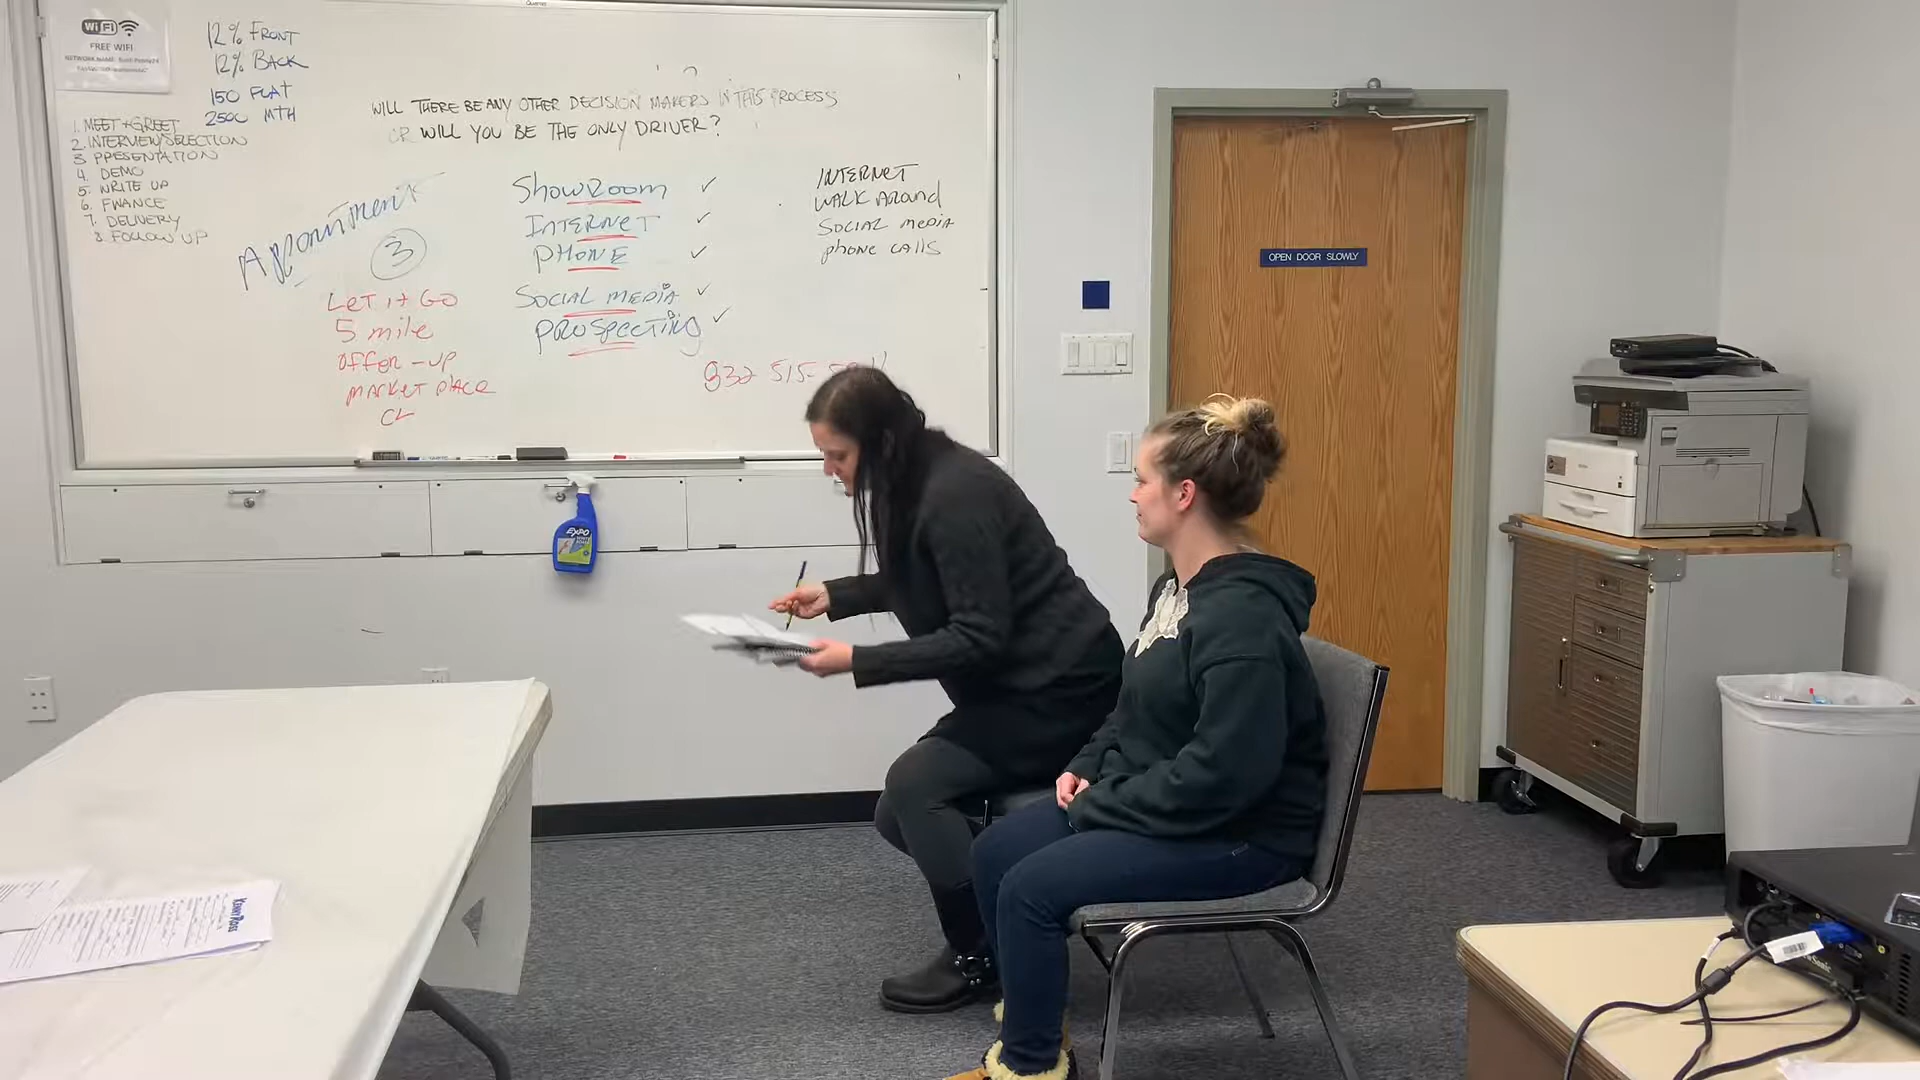 WiFi
FREE WIFI
12% FRONT
12% BACK
150 FLAT
2500 MTH
1. MEET + GREET
2. INTERVIEW/SELECTION
3 PRESENTATION
4. DEMO
5. WRITE UP
6. FINANCE
7. DELIVERY
8. FOLLOW UP
WILL THERE BE ANY OTHER DECISION MAKERS IN THIS PROCESS
OR WILL YOU BE THE ONLY DRIVER?
Appointment
3
LET it GO
5 mile
OFFER-UP
MARKET PLACE
CL
ShowRoom ✓
INTERNET ✓
PHONE ✓
SOCIAL MEDIA ✓
PROSPECTING ✓
INTERNET
WALK AROUND
SOCIAL MEDIA
phone calls
832 515
OPEN DOOR SLOWLY
EXPO